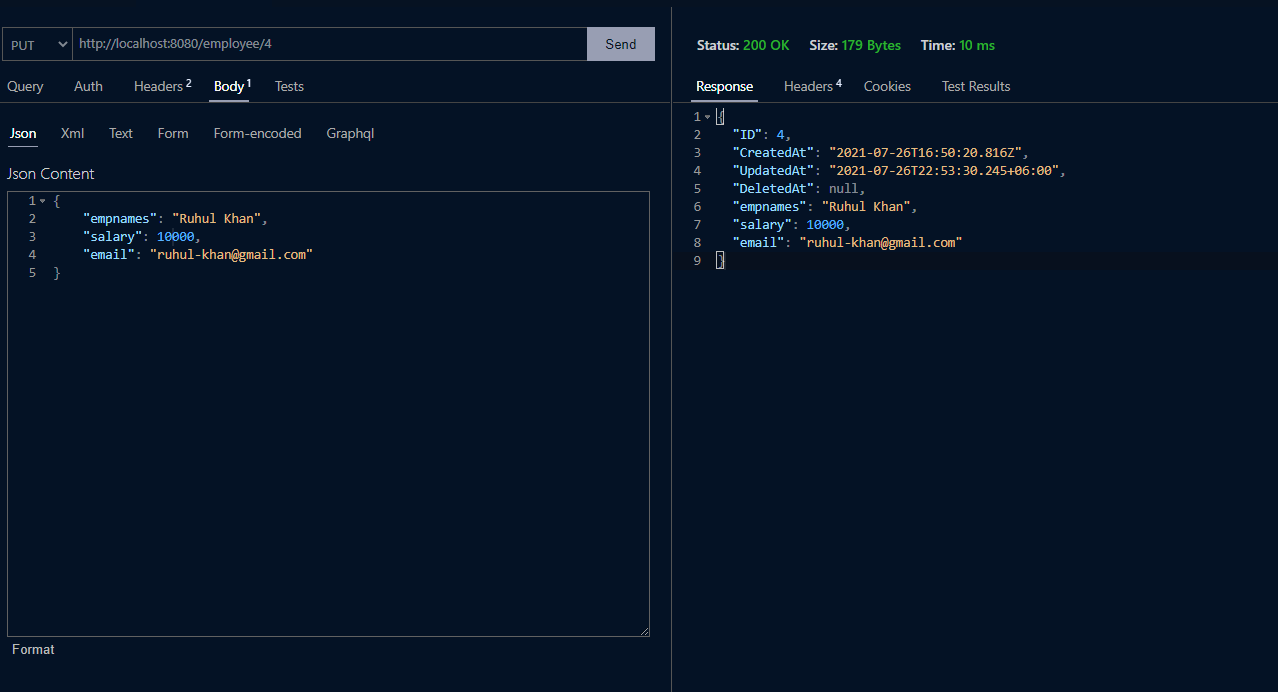 PUT http://localhost:8080/employee/4 Send
Query Auth Headers 2 Body 1 Tests
Json Xml Text Form Form-encoded Graphql
Json Content
1 {
2 "empnames": "Ruhul Khan",
3 "salary": 10000,
4 "email": "ruhul-khan@gmail.com"
5 }
Format
Status: 200 OK Size: 179 Bytes Time: 10 ms
Response Headers 4 Cookies Test Results
1 {
2 "ID": 4,
3 "CreatedAt": "2021-07-26T16:50:20.816Z",
4 "UpdatedAt": "2021-07-26T22:53:30.245+06:00",
5 "DeletedAt": null,
6 "empnames": "Ruhul Khan",
7 "salary": 10000,
8 "email": "ruhul-khan@gmail.com"
9 }